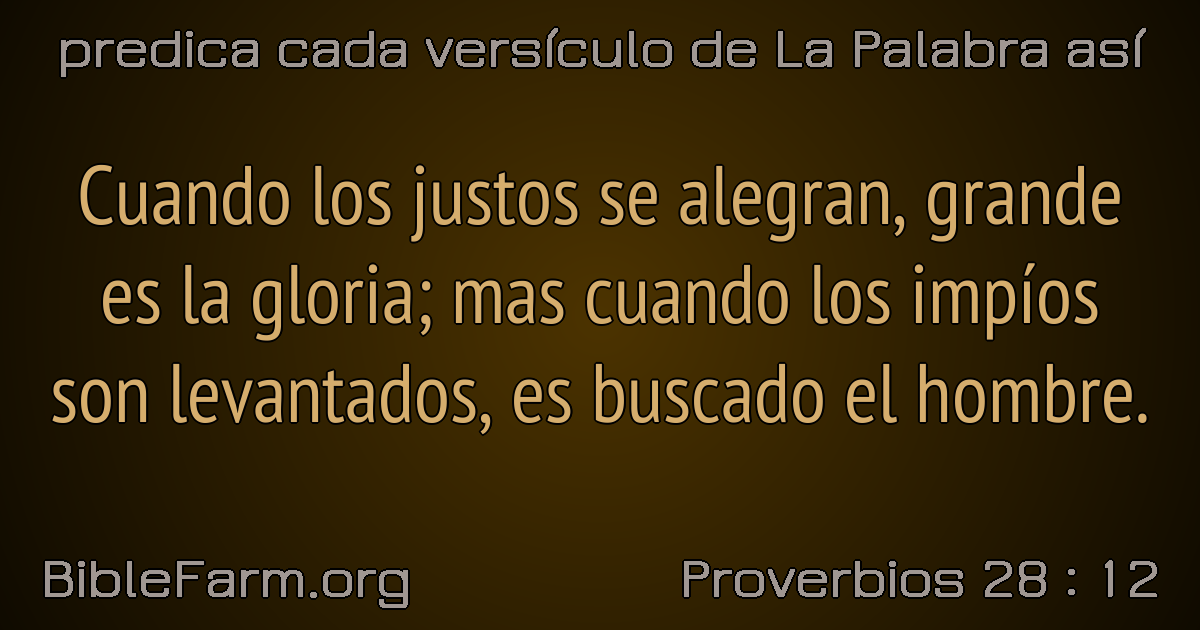 predica cada versículo de La Palabra así
Cuando los justos se alegran, grande
es la gloria; mas cuando los impíos
son levantados, es buscado el hombre.
BibleFarm.org
Proverbios 28 : 12